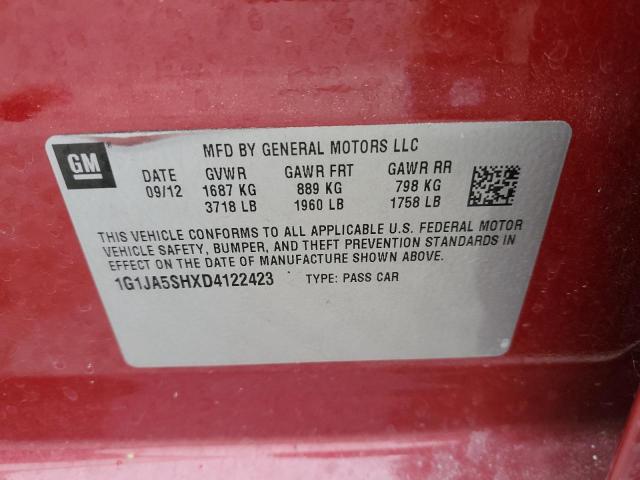 GM
MFD BY GENERAL MOTORS LLC
DATE GVWR GAWR FRT GAWR RR
09/12 1687 KG 889 KG 798 KG
3718 LB 1960 LB 1758 LB
THIS VEHICLE CONFORMS TO ALL APPLICABLE U.S. FEDERAL MOTOR
VEHICLE SAFETY, BUMPER, AND THEFT PREVENTION STANDARDS IN
EFFECT ON THE DATE OF MANUFACTURE SHOWN ABOVE.
1G1JA5SHXD4122423 TYPE: PASS CAR